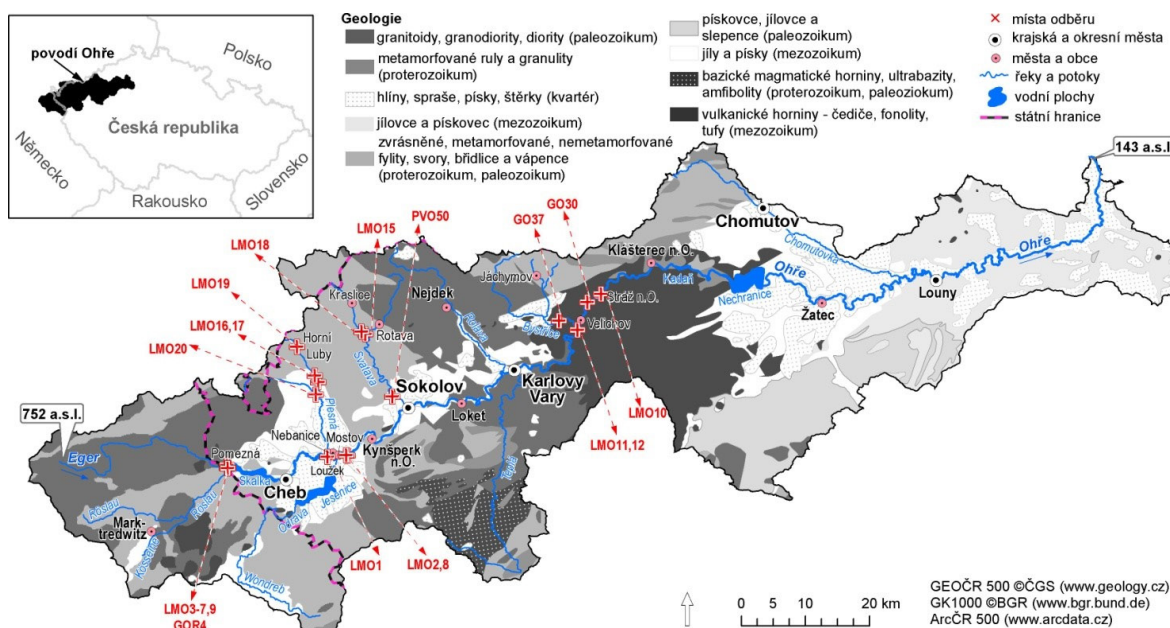 povodí Ohře
Polsko
Česká republika
Německo
Rakousko
Slovensko
Geologie
granitoidy, granodiority, diority (paleozoikum)
metamorfované ruly a granulity
(proterozoikum)
hlíny, spraše, písky, štěrky (kvartér)
jílovce a pískovec (mezozoikum)
zvrásněné, metamorfované, nemetamorfované
fylity, svory, břidlice a vápence
(proterozoikum, paleozoikum)
pískovce, jílovce a
slepence (paleozoikum)
jíly a písky (mezozoikum)
bazické magmatické horniny, ultrabazity,
amfibolity (proterozoikum, paleoziokum)
vulkanické horniny - čediče, fonolity,
tufy (mezozoikum)
místa odběru
krajská a okresní města
města a obce
řeky a potoky
vodní plochy
státní hranice
143 a.s.l.
GO30
PVO50
GO37
LMO15
LMO18
LMO19
LMO16,17
LMO20
752 a.s.l.
Chomutov
Chomutovka
Klášterec n.O.
Kadaň
Ohře
Ohře
Nechranice
Louny
Žatec
Stráž n.O.
Jáchymov
Bystřice
Velichov
Kraslice
Nejdek
Rotava
Rolava
Horní
Luby
Svatava
Sokolov
Karlovy
Vary
Loket
Plesná
Nebanice
Mostov
Kynšperk
n.O.
Loužek
Pomezná
Skalka
Cheb
Jesenice
Odrava
Teplá
Eger
Kösslau
Röslau
Mark-
tredwitz
Kosseine
Wondreb
LMO10
LMO11,12
LMO1
LMO2,8
LMO3-7,9
GOR4
0 5 10 20 km
GEOČR 500 ©ČGS (www.geology.cz)
GK1000 ©BGR (www.bgr.bund.de)
ArcČR 500 (www.arcdata.cz)